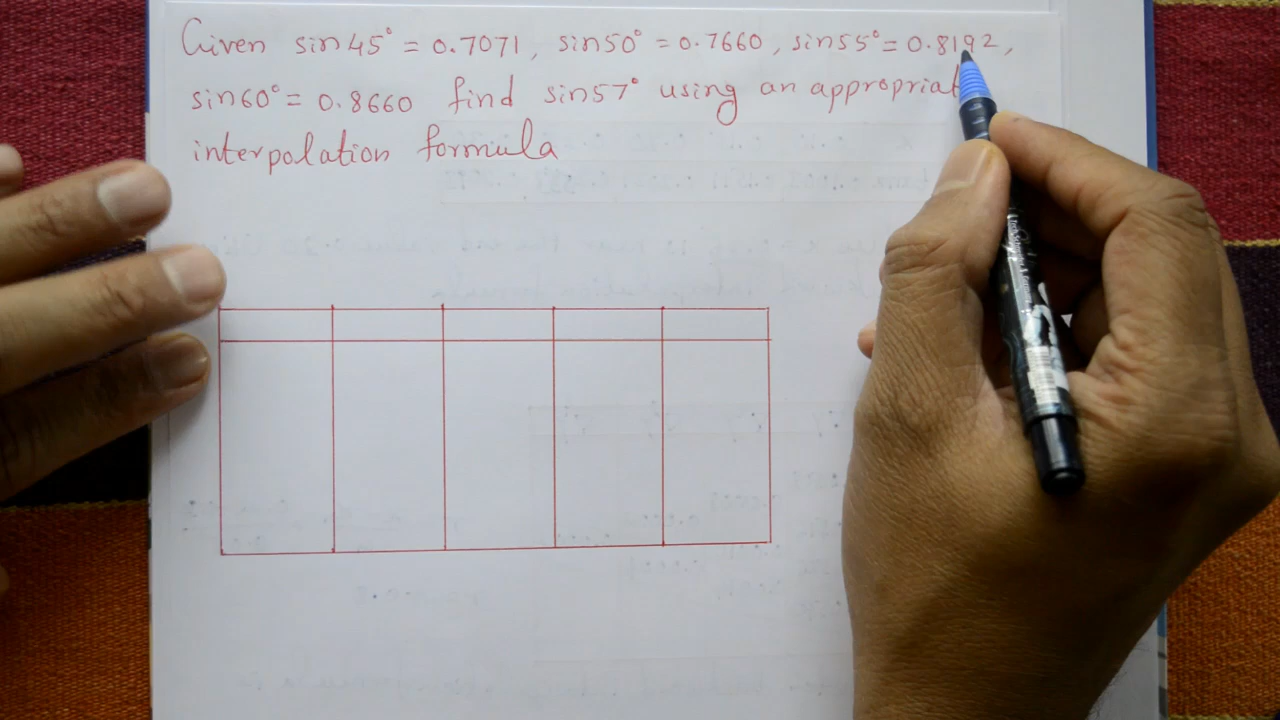 Given sin45° = 0.7071, sin50° = 0.7660, sin55° = 0.8192,
sin60° = 0.8660 find sin57° using an appropriat
interpolation formula